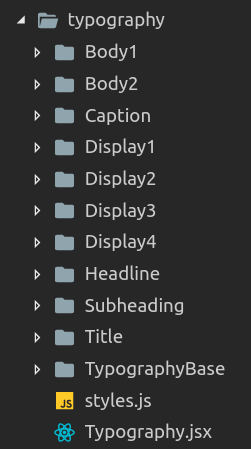 typography
Body1
Body2
Caption
Display1
Display2
Display3
Display4
Headline
Subheading
Title
TypographyBase
JS styles.js
Typography.jsx